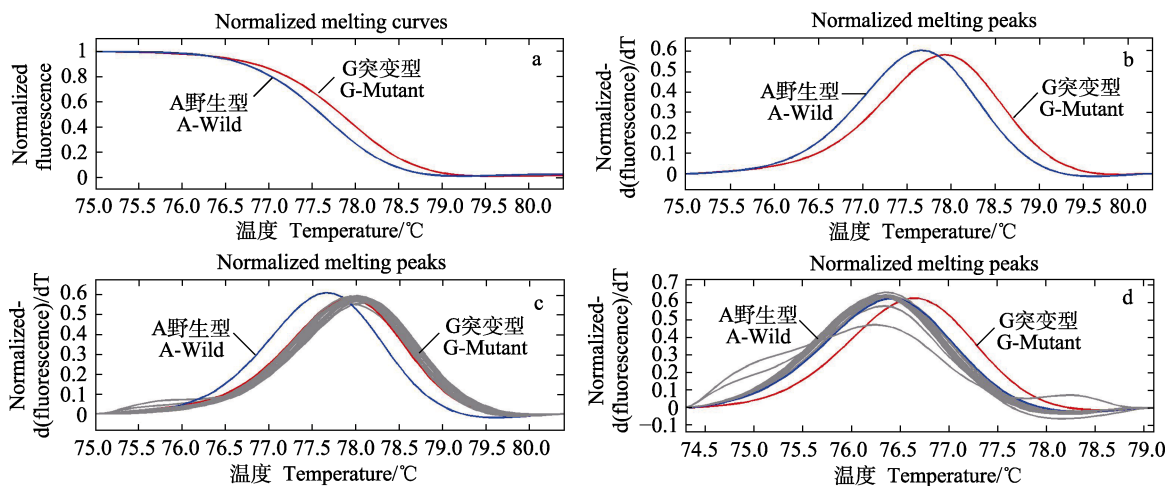 Normalized melting curves
a
1
0.8
0.6
0.4
0.2
0
Normalized
fluorescence
G突变型
G-Mutant
A野生型
A-Wild
75.0 75.5 76.0 76.5 77.0 77.5 78.0 78.5 79.0 79.5 80.0
温度 Temperature/℃
Normalized melting peaks
b
0.6
0.5
0.4
0.3
0.2
0.1
0
Normalized-
d(fluorescence)/dT
A野生型
A-Wild
G突变型
G-Mutant
75.0 75.5 76.0 76.5 77.0 77.5 78.0 78.5 79.0 79.5 80.0
温度 Temperature/℃
Normalized melting peaks
c
0.6
0.5
0.4
0.3
0.2
0.1
0
Normalized-
d(fluorescence)/dT
A野生型
A-Wild
G突变型
G-Mutant
75.0 75.5 76.0 76.5 77.0 77.5 78.0 78.5 79.0 79.5 80.0
温度 Temperature/℃
Normalized melting peaks
d
0.7
0.6
0.5
0.4
0.3
0.2
0.1
0
−0.1
Normalized-
d(fluorescence)/dT
A野生型
A-Wild
G突变型
G-Mutant
74.5 75.0 75.5 76.0 76.5 77.0 77.5 78.0 78.5 79.0
温度 Temperature/℃